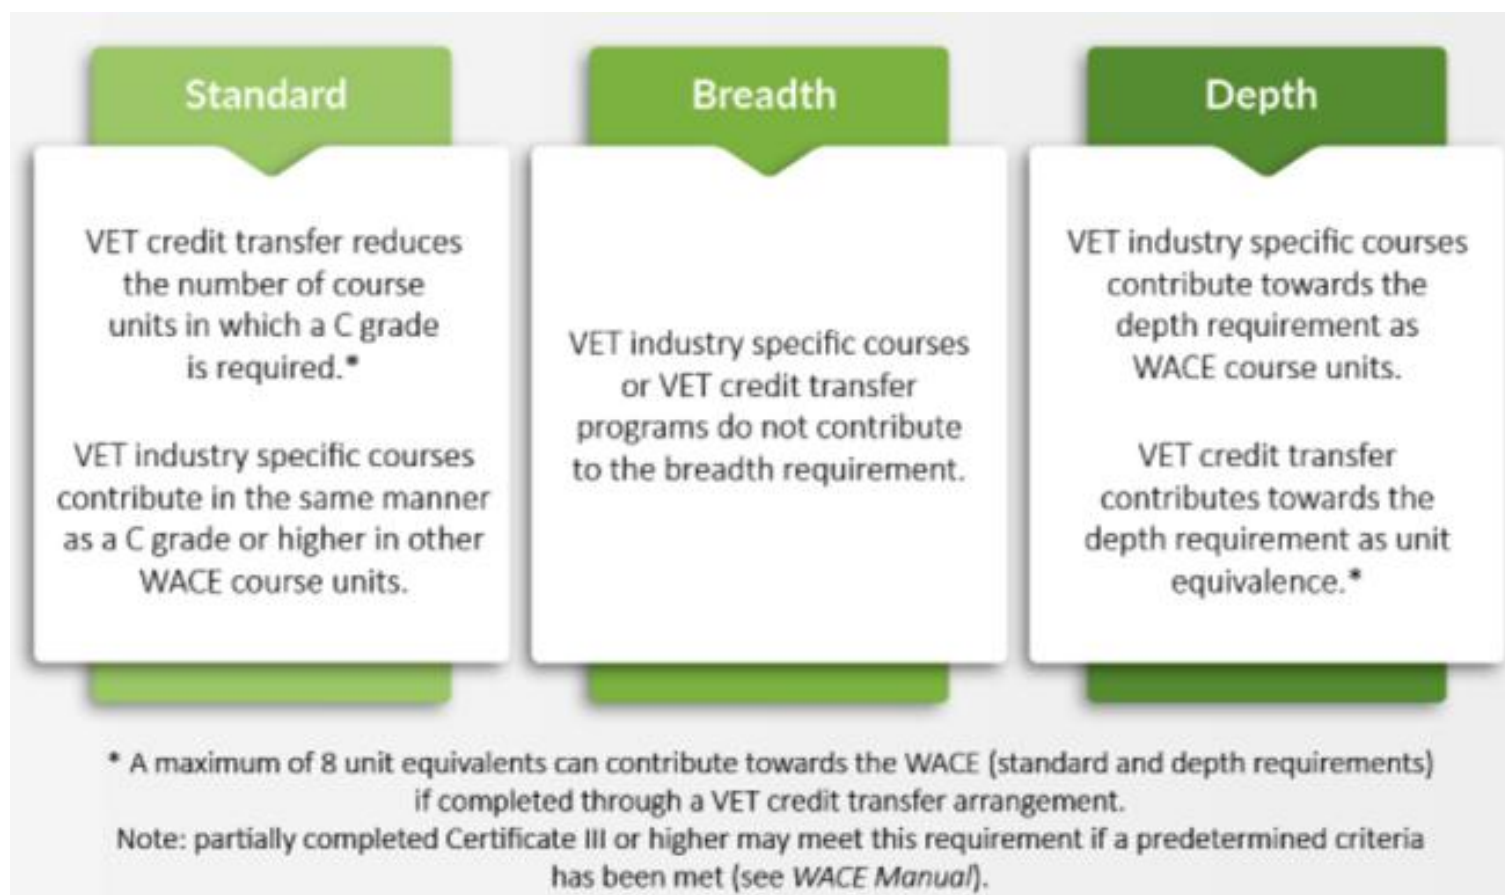 Standard
VET credit transfer reduces
the number of course
units in which a C grade
is required.*
VET industry specific courses
contribute in the same manner
as a C grade or higher in other
WACE course units.
Breadth
VET industry specific courses
or VET credit transfer
programs do not contribute
to the breadth requirement.
Depth
VET industry specific courses
contribute towards the
depth requirement as
WACE course units.
VET credit transfer
contributes towards the
depth requirement as unit
equivalence.*
* A maximum of 8 unit equivalents can contribute towards the WACE (standard and depth requirements)
if completed through a VET credit transfer arrangement.
Note: partially completed Certificate III or higher may meet this requirement if a predetermined criteria
has been met (see WACE Manual).